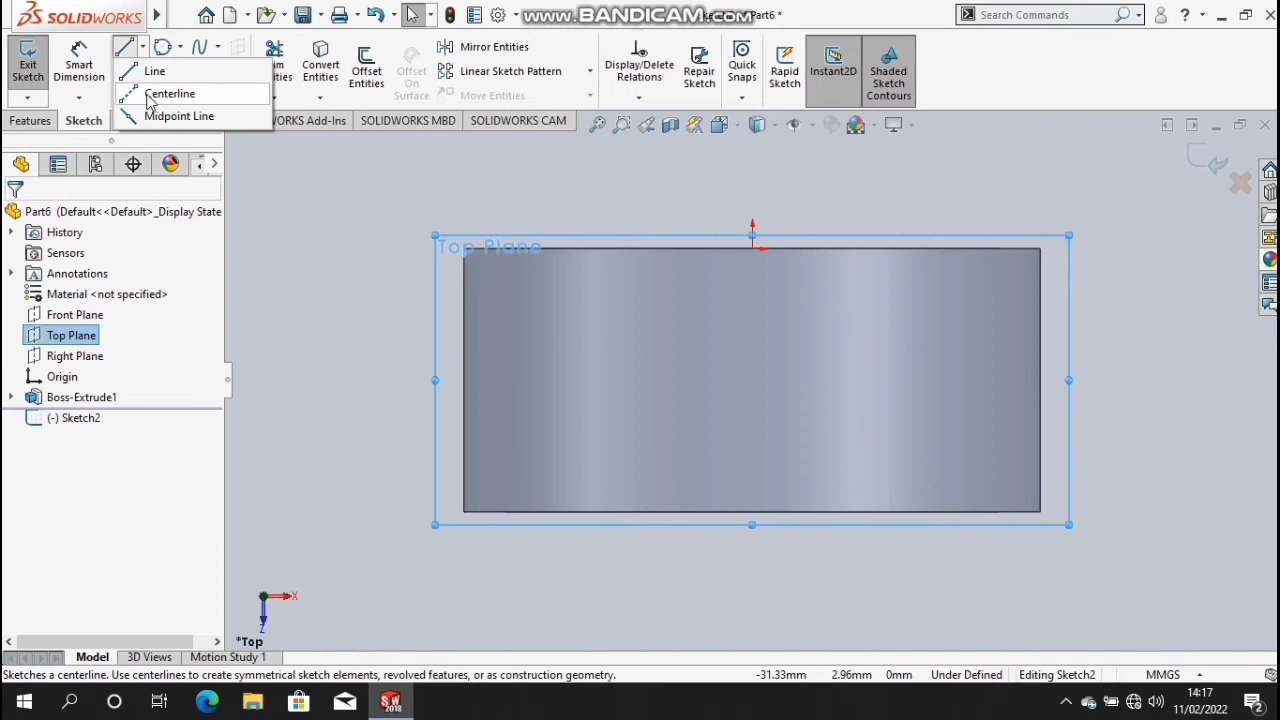 SOLIDWORKS
www.BANDICAM.com
Part6 *
Search Commands
Exit Sketch
Smart Dimension
Line
Centerline
Midpoint Line
Convert Entities
Offset Entities
Offset On Surface
Mirror Entities
Linear Sketch Pattern
Move Entities
Display/Delete Relations
Repair Sketch
Quick Snaps
Rapid Sketch
Instant2D
Shaded Sketch Contours
Features
Sketch
SOLIDWORKS MBD
SOLIDWORKS CAM
Part6 (Default<<Default>_Display State
History
Sensors
Annotations
Material <not specified>
Front Plane
Top Plane
Right Plane
Origin
Boss-Extrude1
(-) Sketch2
Top Plane
X
Z
*Top
Model
3D Views
Motion Study 1
Sketches a centerline. Use centerlines to create symmetrical sketch elements, revolved features, or as construction geometry.
-31.33mm
2.96mm
0mm
Under Defined
Editing Sketch2
MMGS
SW
2018
14:17
11/02/2022
2